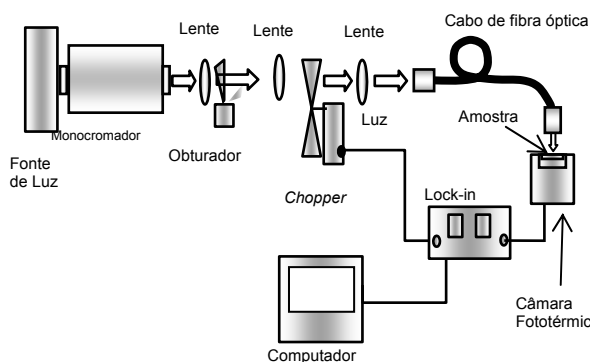 Cabo de fibra óptica
Lente
Lente
Lente
Monocromador
Obturador
Luz
Amostra
Fonte
de Luz
Chopper
Lock-in
Câmara
Fototérmic
Computador